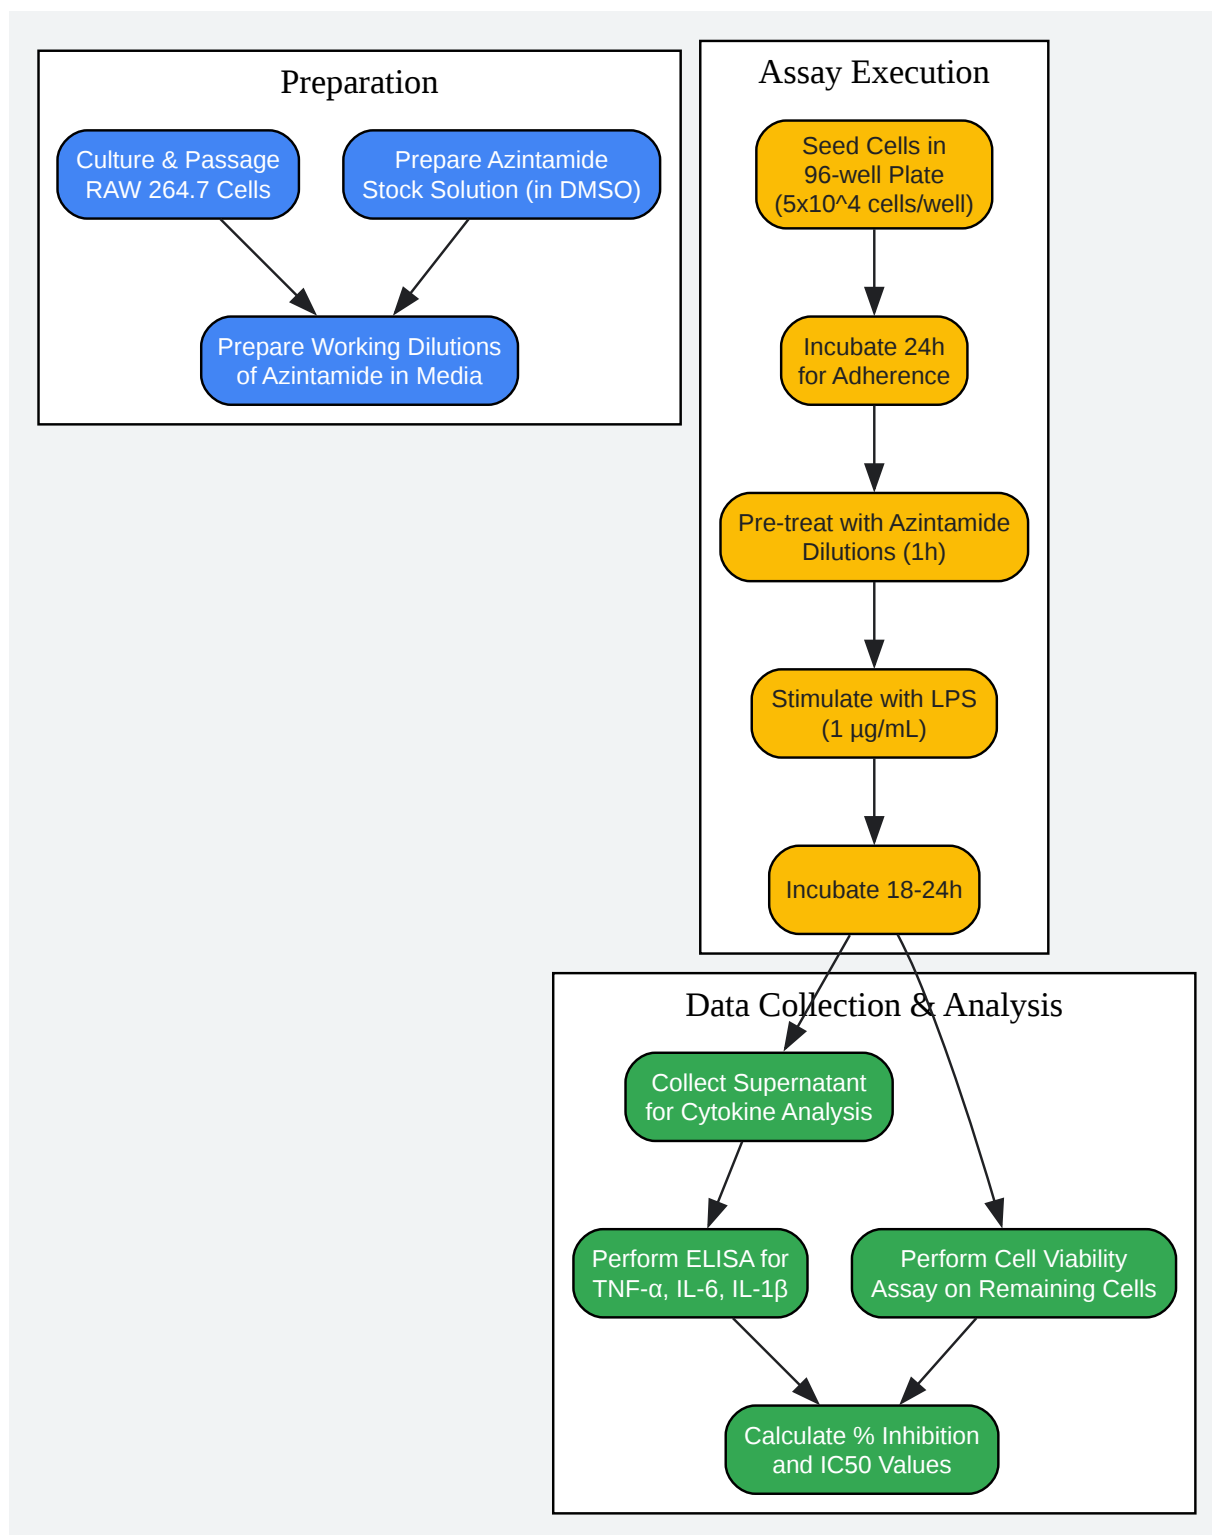 Preparation
Culture & Passage
RAW 264.7 Cells
Prepare Azintamide
Stock Solution (in DMSO)
Prepare Working Dilutions
of Azintamide in Media
Assay Execution
Seed Cells in
96-well Plate
(5x10^4 cells/well)
Incubate 24h
for Adherence
Pre-treat with Azintamide
Dilutions (1h)
Stimulate with LPS
(1 µg/mL)
Incubate 18-24h
Data Collection & Analysis
Collect Supernatant
for Cytokine Analysis
Perform ELISA for
TNF-α, IL-6, IL-1β
Perform Cell Viability
Assay on Remaining Cells
Calculate % Inhibition
and IC50 Values